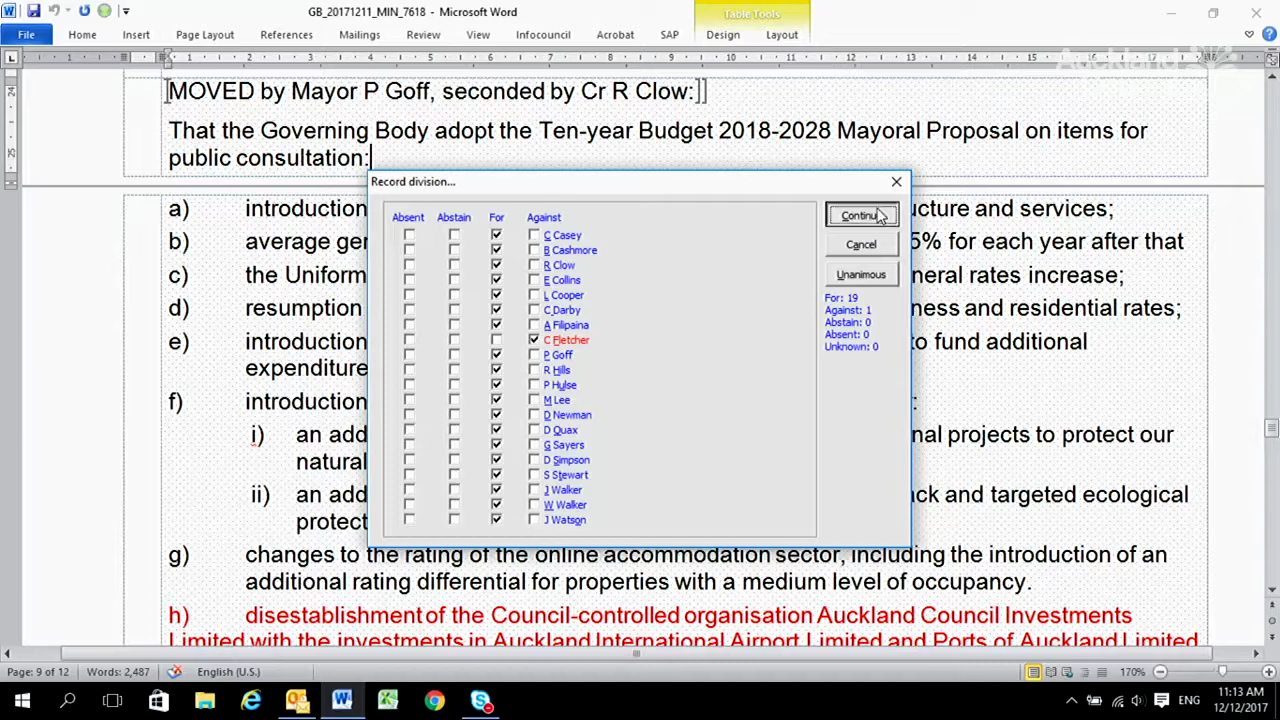 GB_20171211_MIN_7618 - Microsoft Word
Table Tools
File Home Insert Page Layout References Mailings Review View Infocouncil Acrobat SAP Design Layout
Auckland
MOVED by Mayor P Goff, seconded by Cr R Clow:]]
That the Governing Body adopt the Ten-year Budget 2018-2028 Mayoral Proposal on items for
public consultation:
Record division...
Absent Abstain For Against
C Casey
B Cashmore
R Clow
E Collins
L Cooper
C Darby
A Filipaina
C Fletcher
P Goff
R Hills
P Hulse
M Lee
D Newman
D Quax
G Sayers
D Simpson
S Stewart
J Walker
W Walker
J Watson
Continu
Cancel
Unanimous
For: 19
Against: 1
Abstain: 0
Absent: 0
Unknown: 0
a) introduction ucture and services;
b) average gen 5% for each year after that
c) the Uniform neral rates increase;
d) resumption ness and residential rates;
e) introduction to fund additional
expenditure
f) introduction :
i) an add nal projects to protect our
natural
ii) an add ck and targeted ecological
protect
g) changes to the rating of the online accommodation sector, including the introduction of an
additional rating differential for properties with a medium level of occupancy.
h) disestablishment of the Council-controlled organisation Auckland Council Investments
Limited with the investments in Auckland International Airport Limited and Ports of Auckland Limited
Page: 9 of 12 Words: 2,487 English (U.S.) 170%
ENG
11:13 AM
12/12/2017